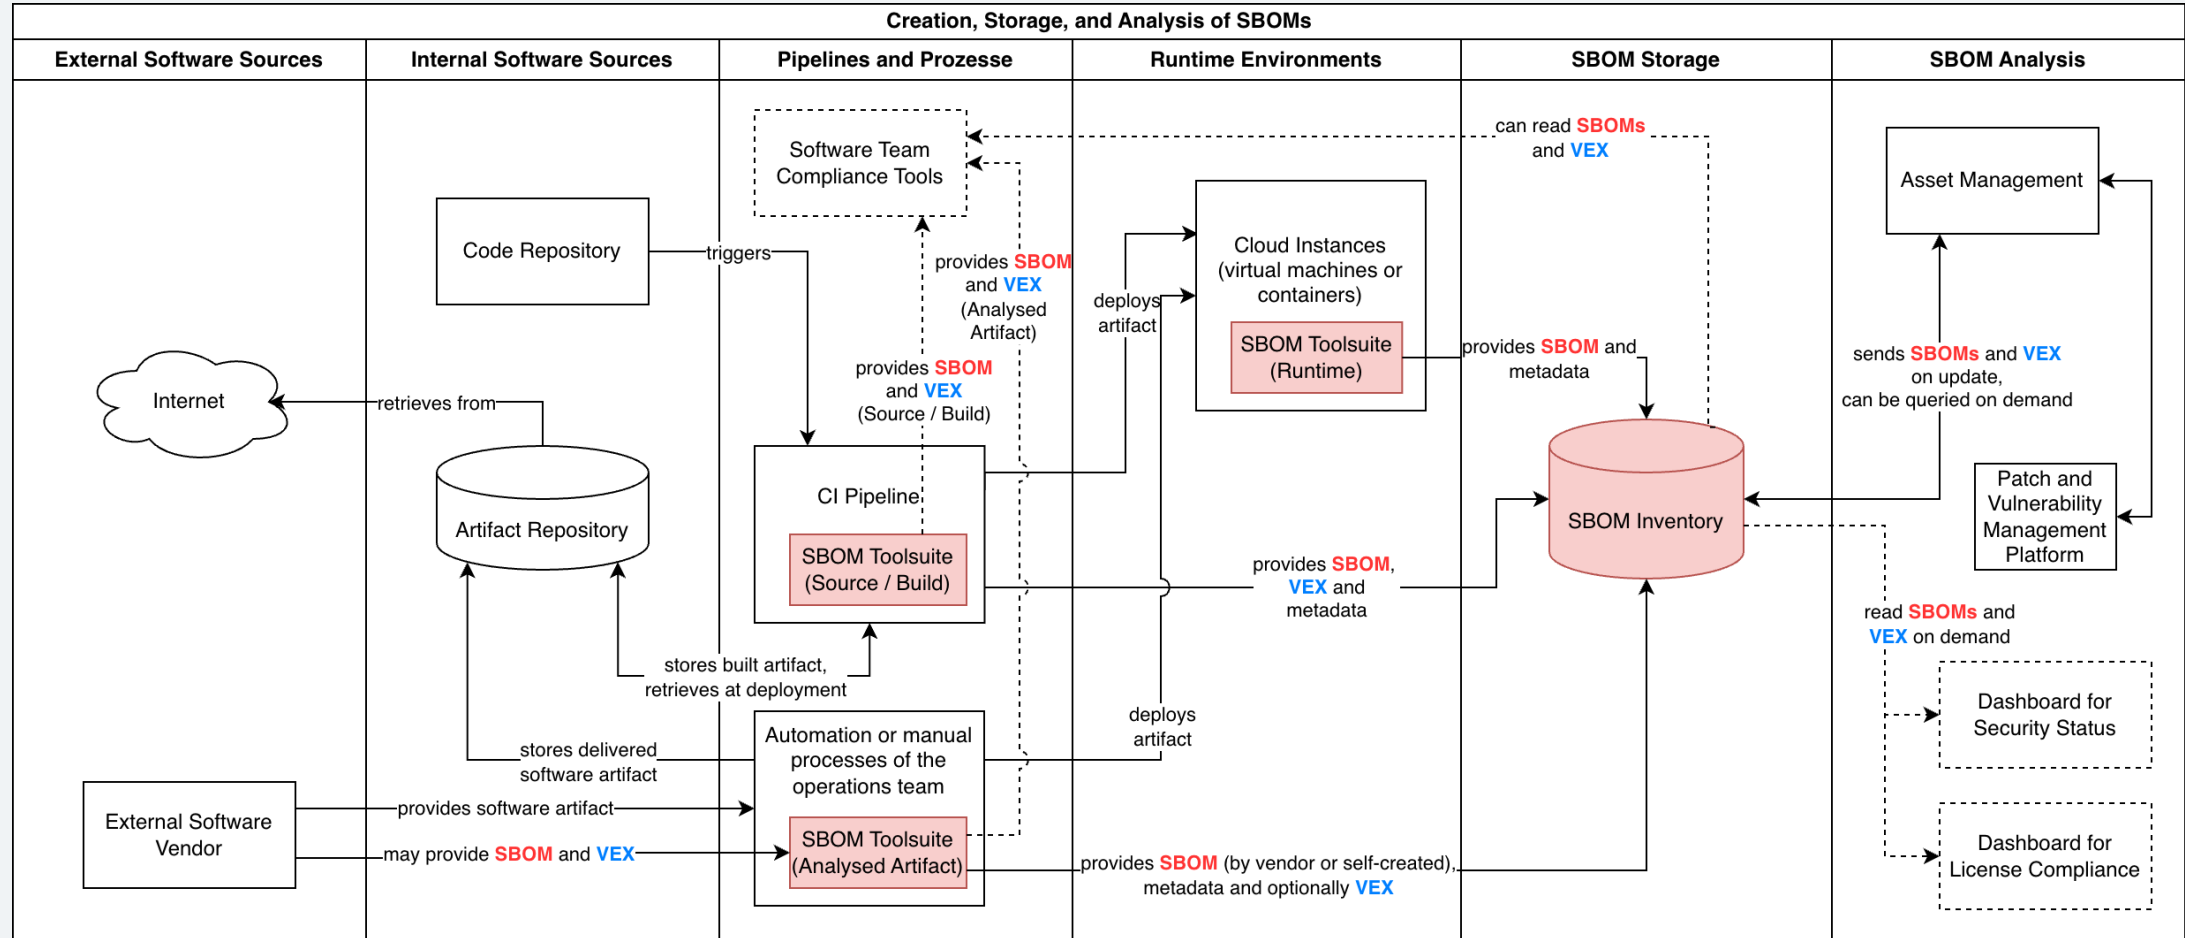 Creation, Storage, and Analysis of SBOMs
External Software Sources
Internal Software Sources
Pipelines and Prozesse
Runtime Environments
SBOM Storage
SBOM Analysis
Internet
External Software
Vendor
Code Repository
triggers
retrieves from
Artifact Repository
stores built artifact,
retrieves at deployment
stores delivered
software artifact
provides software artifact
may provide SBOM and VEX
Software Team
Compliance Tools
provides SBOM
and VEX
(Analysed
Artifact)
provides SBOM
and VEX
(Source / Build)
CI Pipeline
SBOM Toolsuite
(Source / Build)
Automation or manual
processes of the
operations team
SBOM Toolsuite
(Analysed Artifact)
deploys
artifact
Cloud Instances
(virtual machines or
containers)
SBOM Toolsuite
(Runtime)
provides SBOM,
VEX and
metadata
deploys
artifact
provides SBOM (by vendor or self-created),
metadata and optionally VEX
can read SBOMs
and VEX
provides SBOM and
metadata
SBOM Inventory
Asset Management
sends SBOMs and VEX
on update,
can be queried on demand
Patch and
Vulnerability
Management
Platform
read SBOMs and
VEX on demand
Dashboard for
Security Status
Dashboard for
License Compliance